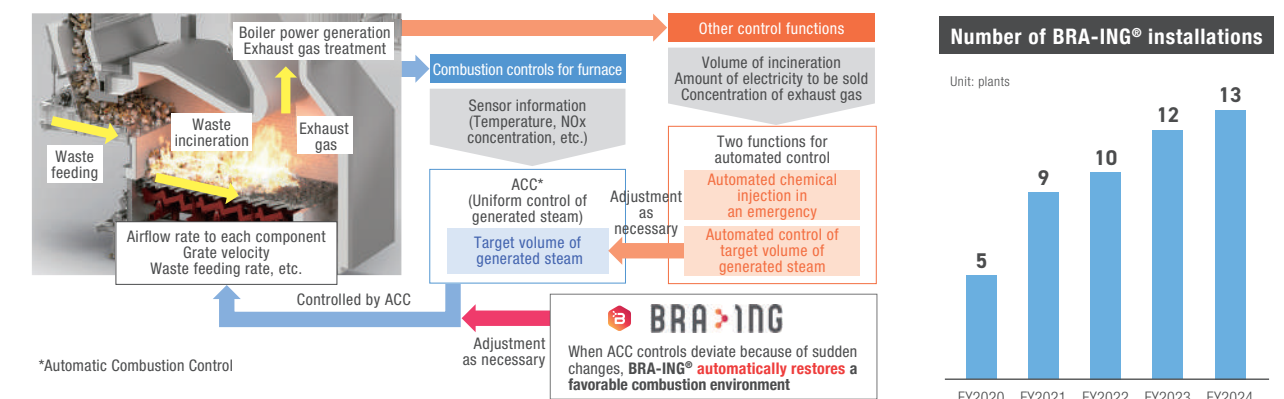 Boiler power generation
Exhaust gas treatment
Waste
incineration
Exhaust
gas
Waste
feeding
Airflow rate to each component
Grate velocity
Waste feeding rate, etc.
Controlled by ACC
*Automatic Combustion Control
Combustion controls for furnace
Sensor information
(Temperature, NOx
concentration, etc.)
ACC*
(Uniform control of
generated steam)
Target volume of
generated steam
Adjustment
as
necessary
Other control functions
Volume of incineration
Amount of electricity to be sold
Concentration of exhaust gas
Two functions for
automated control
Automated chemical
injection in
an emergency
Automated control of
target volume of
generated steam
Adjustment
as necessary
BRA-ING
When ACC controls deviate because of sudden
changes, BRA-ING® automatically restores a
favorable combustion environment
Number of BRA-ING® installations
Unit: plants
5
9
10
12
13
FY2020 FY2021 FY2022 FY2023 FY2024